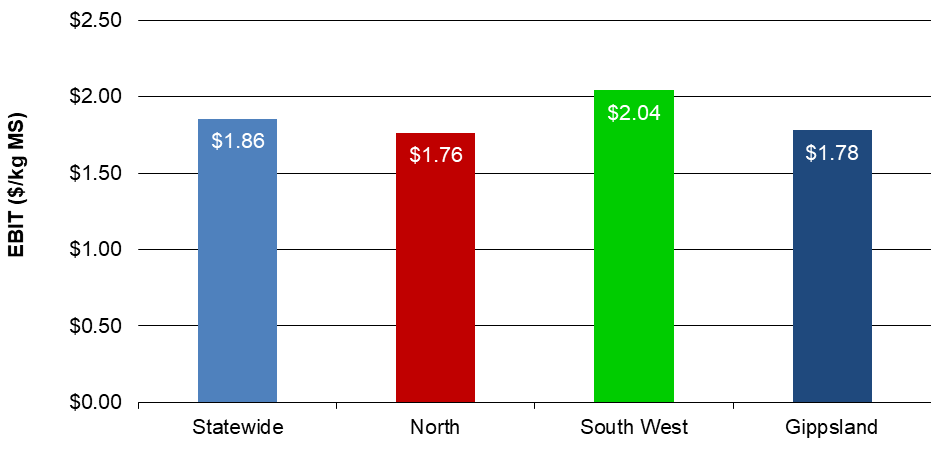 EBIT ($/kg MS)
$2.50
$2.00
$1.50
$1.00
$0.50
$0.00
$1.86
$1.76
$2.04
$1.78
Statewide
North
South West
Gippsland